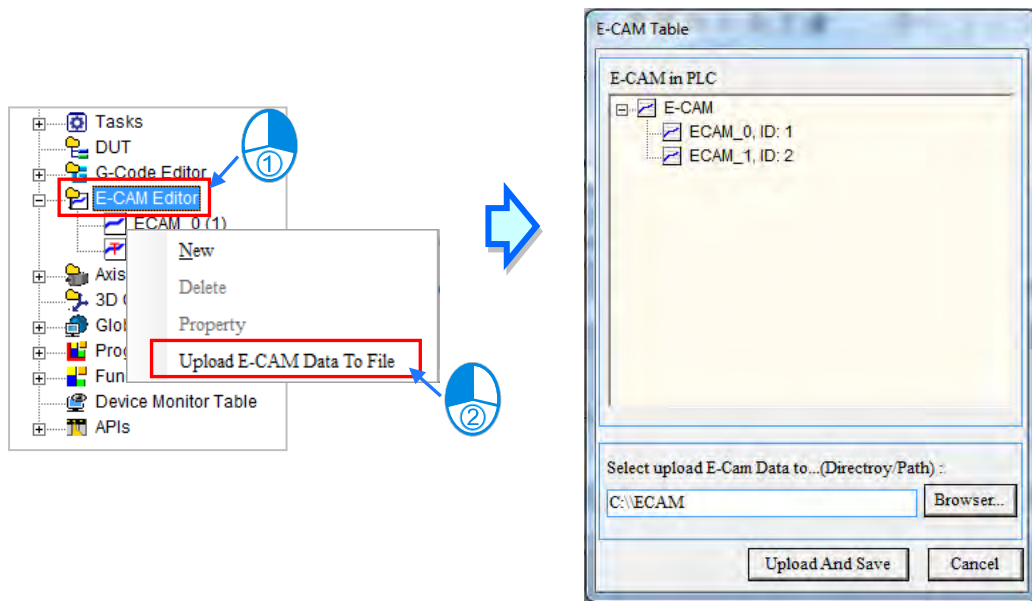 Tasks
DUT
G-Code Editor
E-CAM Editor
ECAM_0 (1)
Axis
3D
Device Monitor Table
APIs
①
New
Delete
Property
Upload E-CAM Data To File
②
E-CAM Table
E-CAM in PLC
E-CAM
ECAM_0, ID: 1
ECAM_1, ID: 2
Select upload E-Cam Data to...(Directroy/Path) :
C:\\ECAM
Browser...
Upload And Save
Cancel